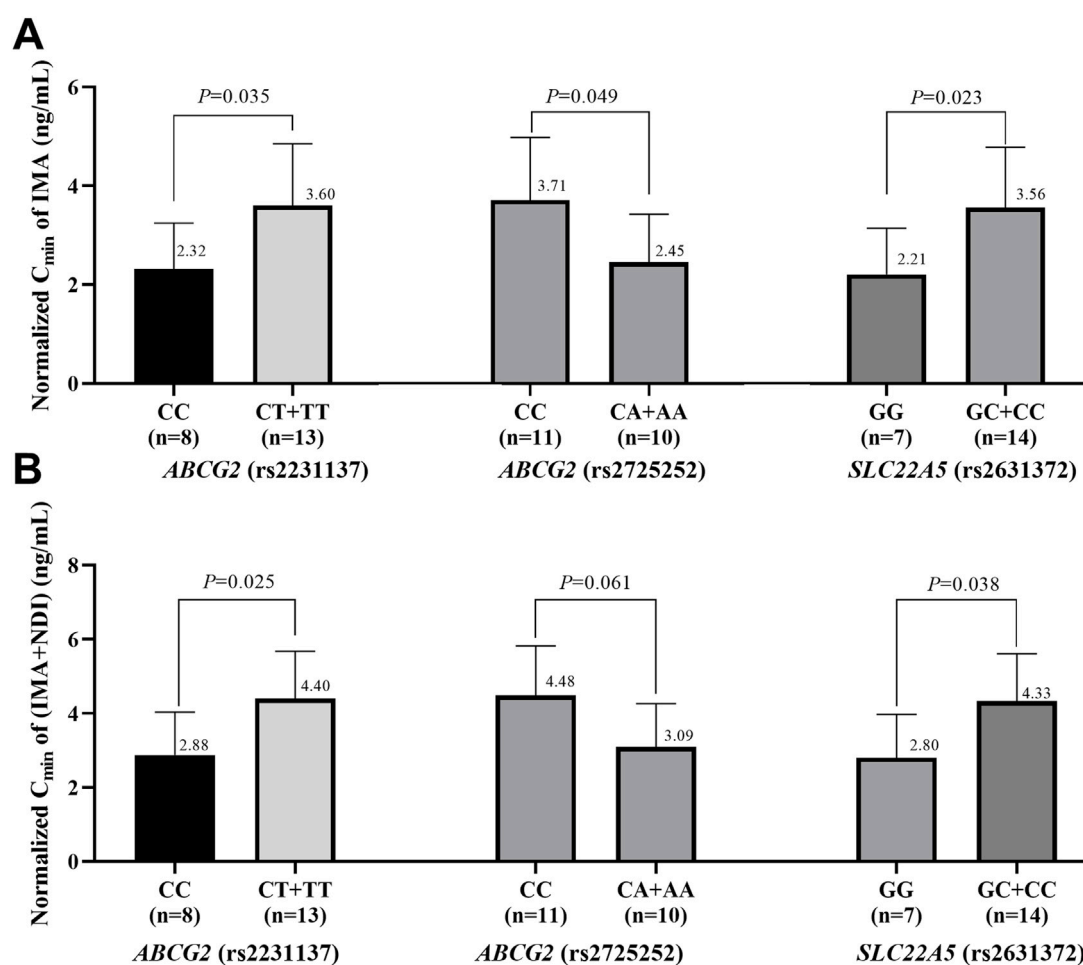 A
Normalized Cmin of IMA (ng/mL)
6
4
2
0
P=0.035
P=0.049
P=0.023
2.32
3.60
3.71
2.45
2.21
3.56
CC
CT+TT
CC
CA+AA
GG
GC+CC
(n=8)
(n=13)
(n=11)
(n=10)
(n=7)
(n=14)
ABCG2 (rs2231137)
ABCG2 (rs2725252)
SLC22A5 (rs2631372)
B
Normalized Cmin of (IMA+NDI) (ng/mL)
8
6
4
2
0
P=0.025
P=0.061
P=0.038
2.88
4.40
4.48
3.09
2.80
4.33
CC
CT+TT
CC
CA+AA
GG
GC+CC
(n=8)
(n=13)
(n=11)
(n=10)
(n=7)
(n=14)
ABCG2 (rs2231137)
ABCG2 (rs2725252)
SLC22A5 (rs2631372)